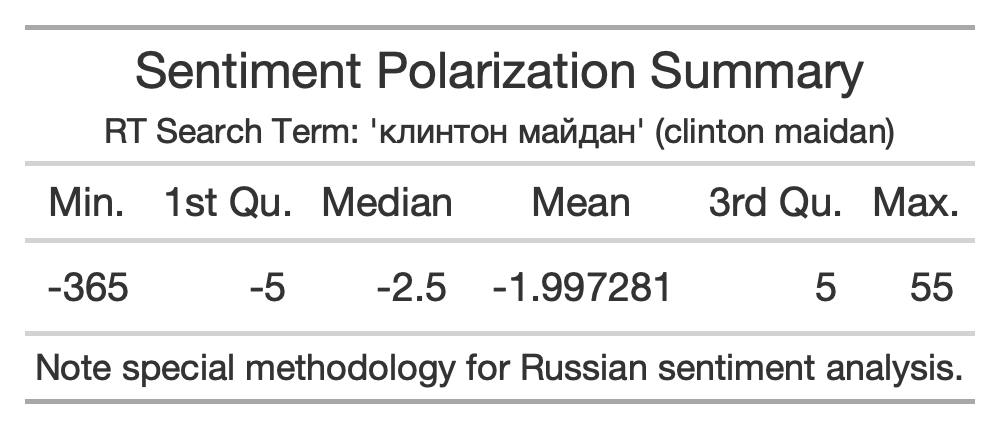 Sentiment Polarization Summary
RT Search Term: 'клинтон майдан' (clinton maidan)
Min. 1st Qu. Median Mean 3rd Qu. Max.
-365 -5 -2.5 -1.997281 5 55
Note special methodology for Russian sentiment analysis.